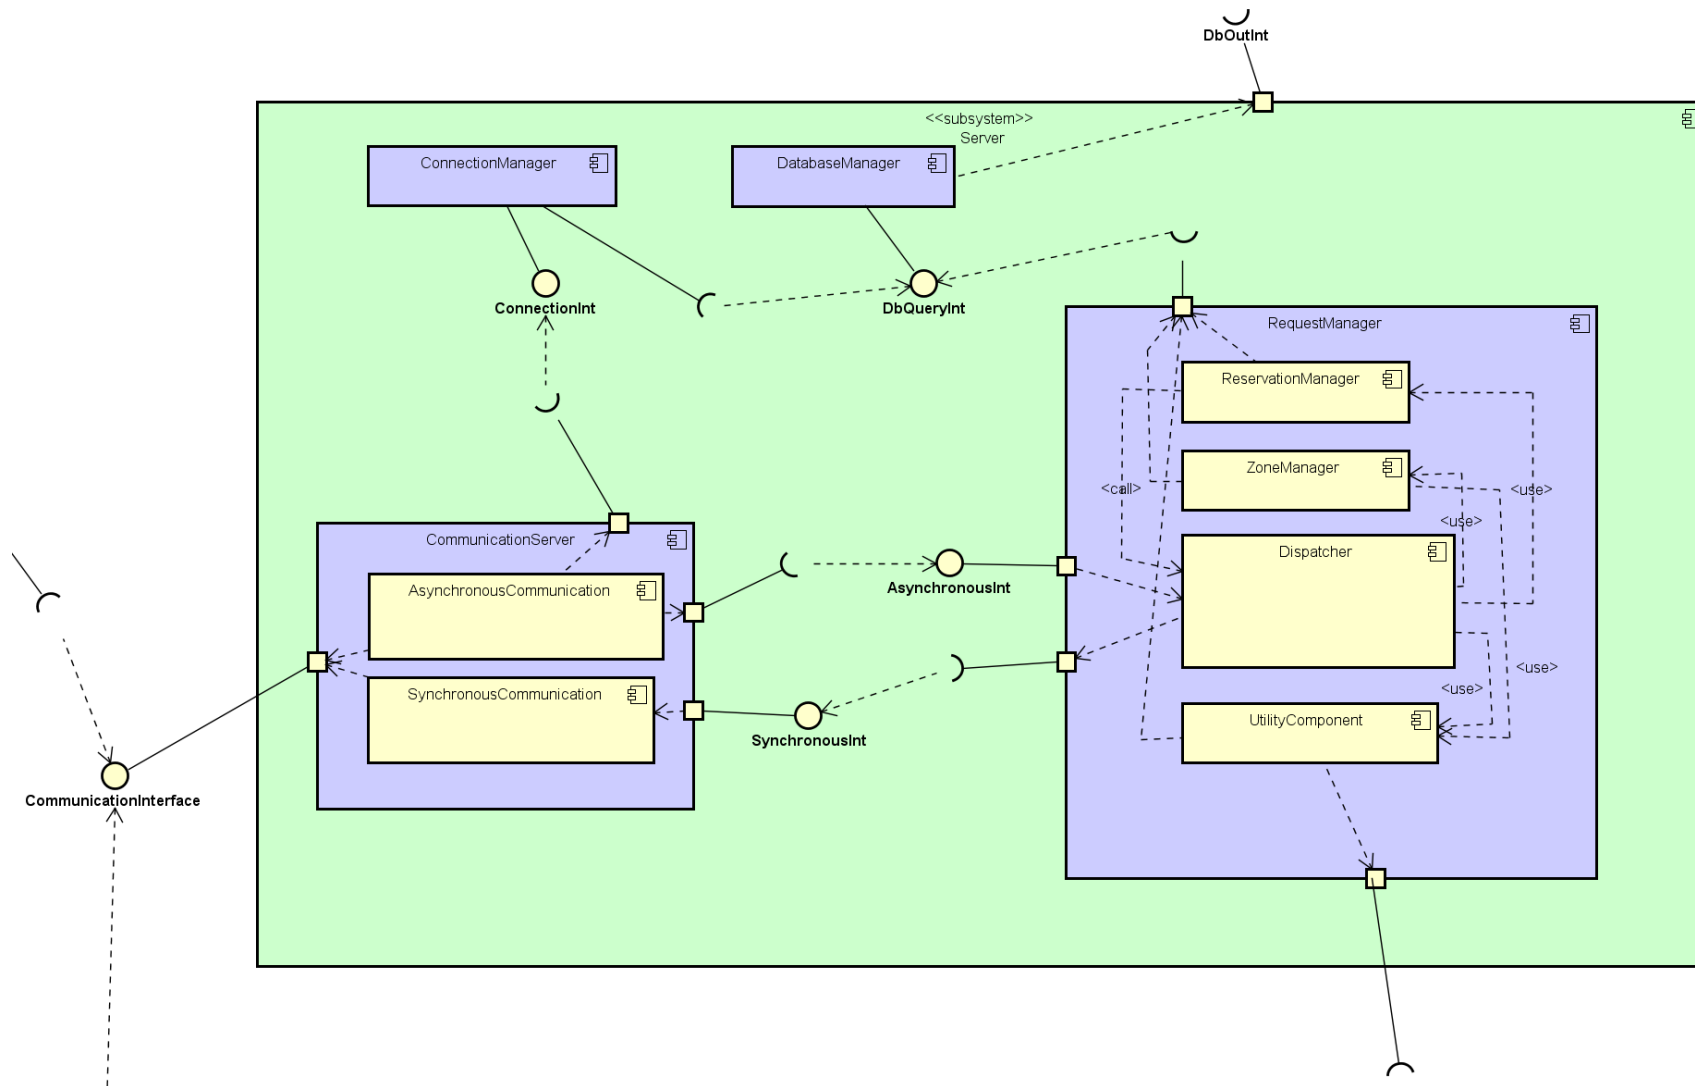 DbOutInt
<<subsystem>>
Server
ConnectionManager
DatabaseManager
ConnectionInt
DbQueryInt
RequestManager
ReservationManager
ZoneManager
<call>
<use>
<use>
CommunicationServer
Dispatcher
AsynchronousCommunication
AsynchronousInt
SynchronousCommunication
<use>
<use>
SynchronousInt
UtilityComponent
CommunicationInterface